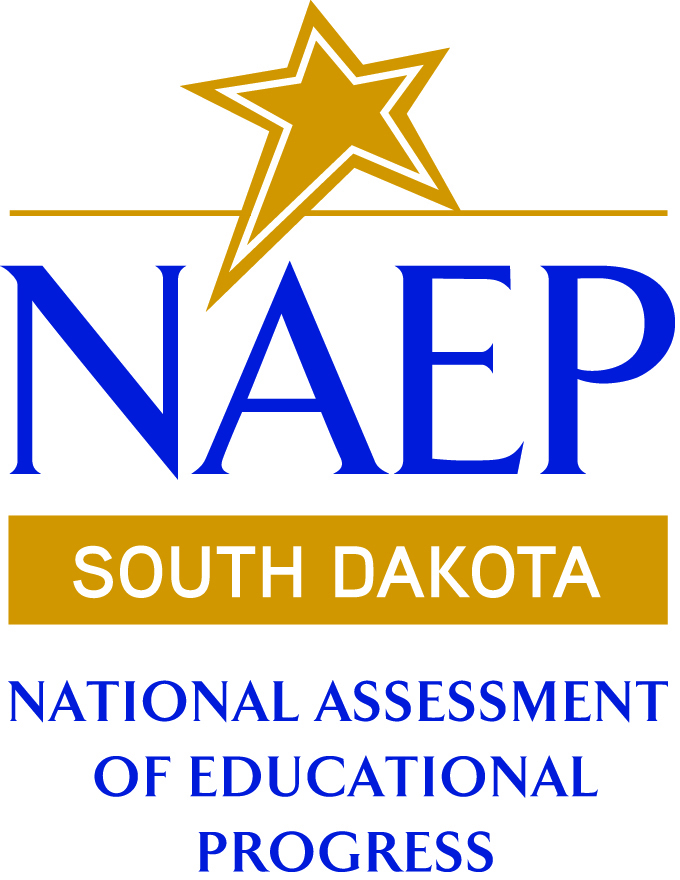 NAEP
SOUTH DAKOTA
NATIONAL ASSESSMENT
OF EDUCATIONAL
PROGRESS